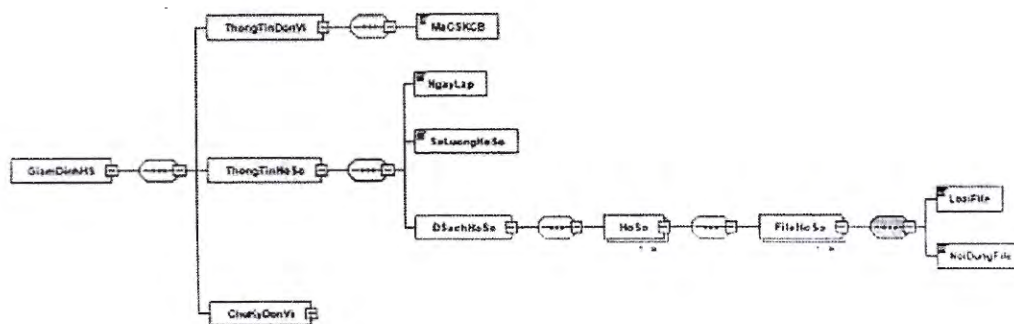 ThongTinDonVi
MaCSKCB
NgayLap
SoLuongHoSo
GiamDinhHS
ThongTinHoSo
LoaiFile
DSachHoSo
HoSo
FileHoSo
NoiDungFile
ChuKyDonVi